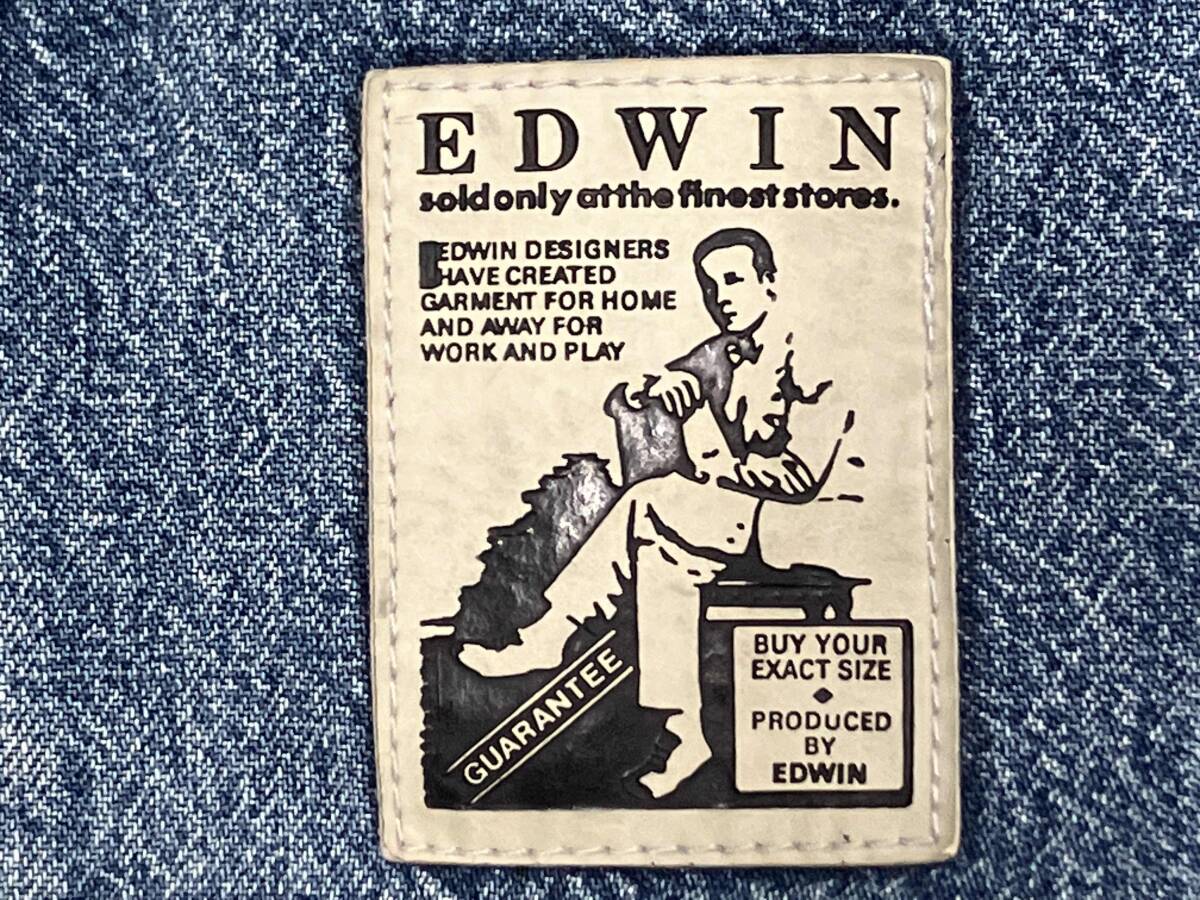 EDWIN
sold only at the finest stores.
EDWIN DESIGNERS
HAVE CREATED
GARMENT FOR HOME
AND AWAY FOR
WORK AND PLAY
GUARANTEE
BUY YOUR
EXACT SIZE
PRODUCED
BY
EDWIN